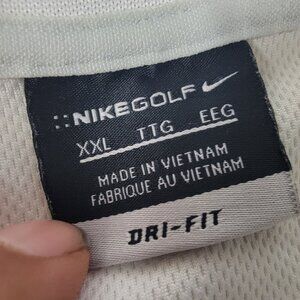 NIKEGOLF
XXL TTG EEG
MADE IN VIETNAM
FABRIQUE AU VIETNAM
DRI-FIT